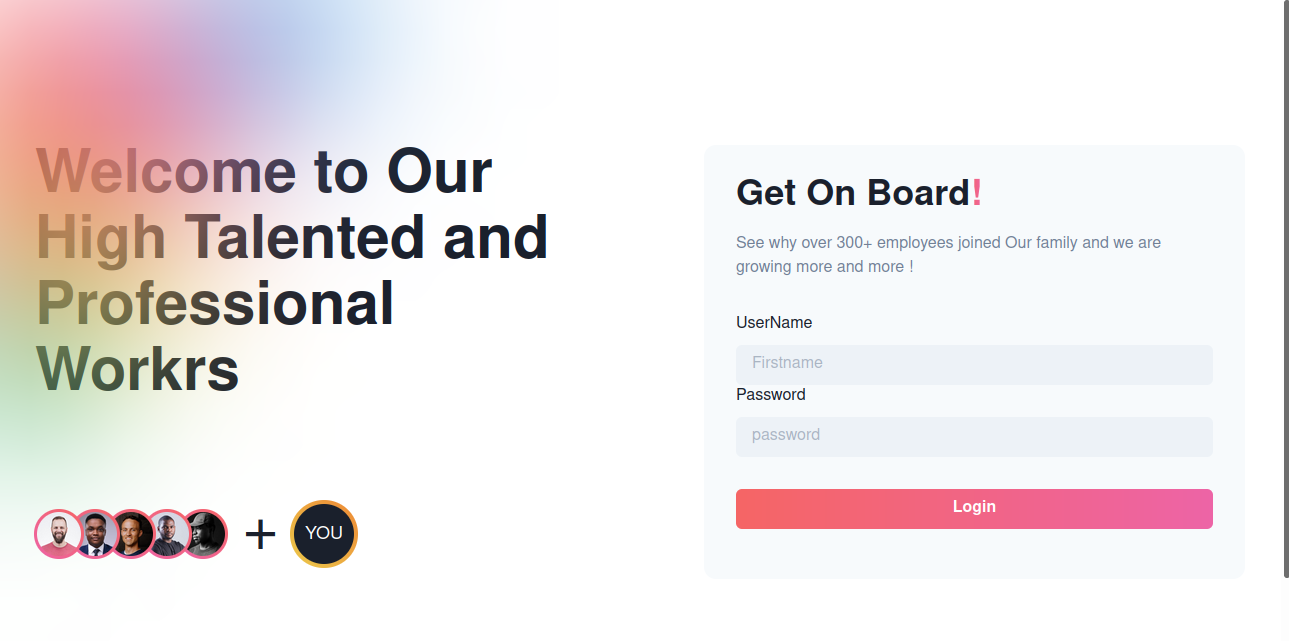 Welcome to Our
High Talented and
Professional
Workrs
+
YOU
Get On Board!
See why over 300+ employees joined Our family and we are
growing more and more !
UserName
Firstname
Password
password
Login